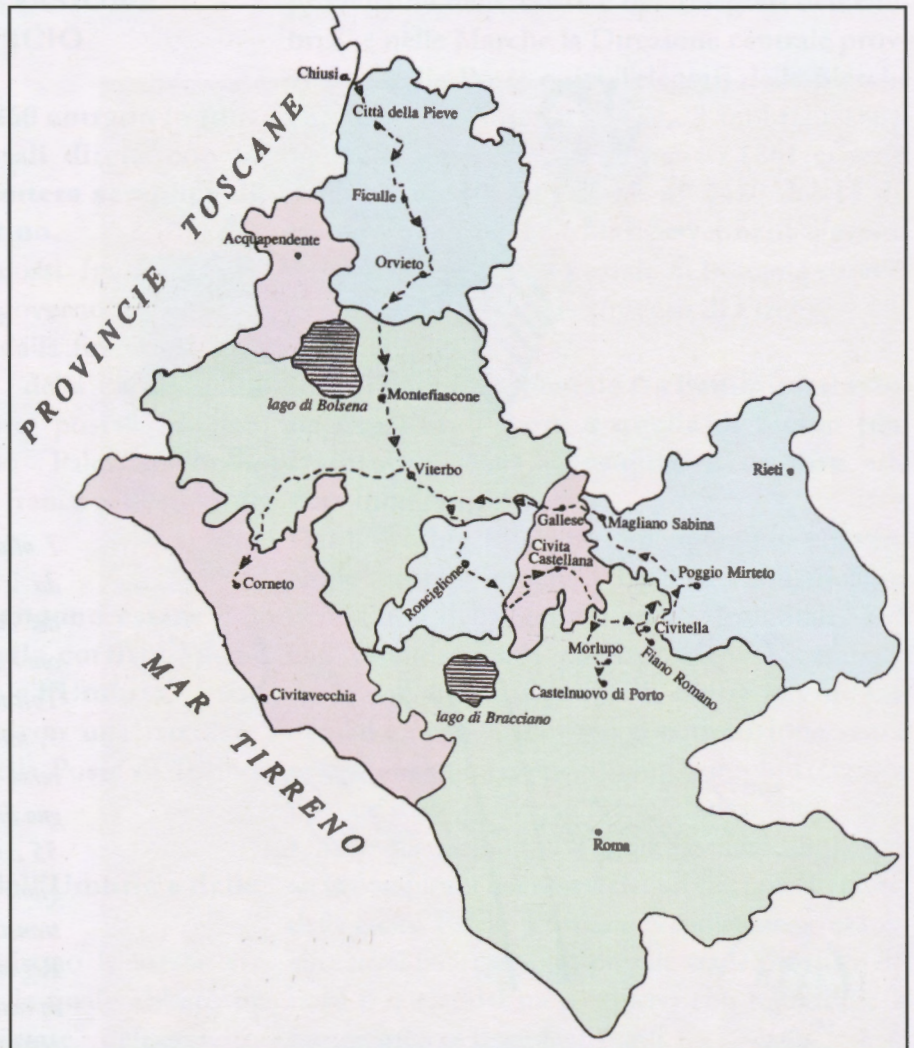 Chiusi
Città della Pieve
PROVINCIE TOSCANE
Ficulle
Acquapendente
Orvieto
lago di Bolsena
Montefiascone
Viterbo
Rieti
Gallese
Magliano Sabina
Civita
Castellana
Corneto
Ronciglione
Poggio Mirteto
Civitella
Morlupo
Fiano Romano
Castelnuovo di Porto
MAR TIRRENO
Civitavecchia
lago di Bracciano
Roma